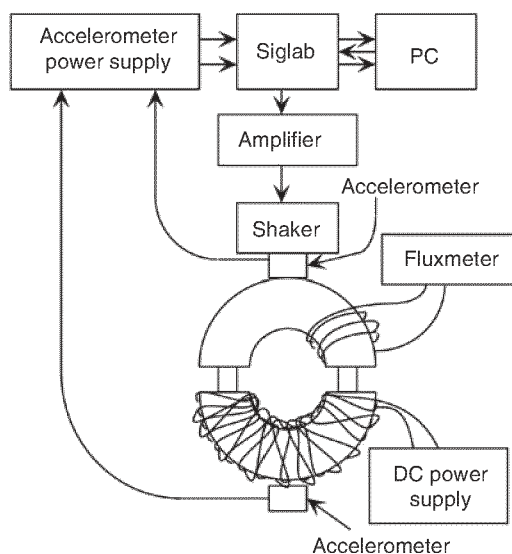 Accelerometer
power supply
Siglab
PC
Amplifier
Accelerometer
Shaker
Fluxmeter
DC power
supply
Accelerometer